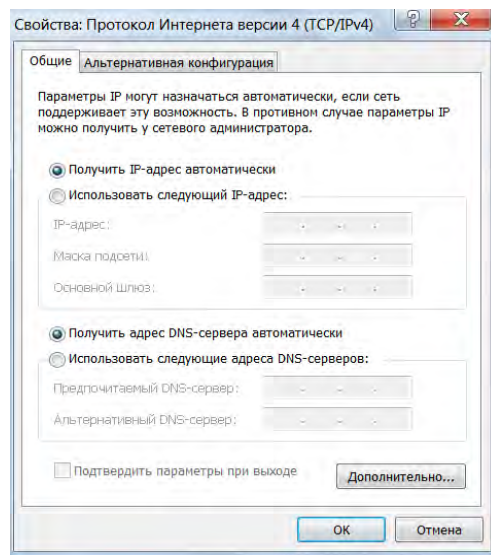 Свойства: Протокол Интернета версии 4 (TCP/IPv4)
Общие Альтернативная конфигурация
Параметры IP могут назначаться автоматически, если сеть
поддерживает эту возможность. В противном случае параметры IP
можно получить у сетевого администратора.
Получить IP-адрес автоматически
Использовать следующий IP-адрес:
IP-адрес:
Маска подсети:
Основной шлюз:
Получить адрес DNS-сервера автоматически
Использовать следующие адреса DNS-серверов:
Предпочитаемый DNS-сервер:
Альтернативный DNS-сервер:
Подтвердить параметры при выходе
Дополнительно...
ОК Отмена